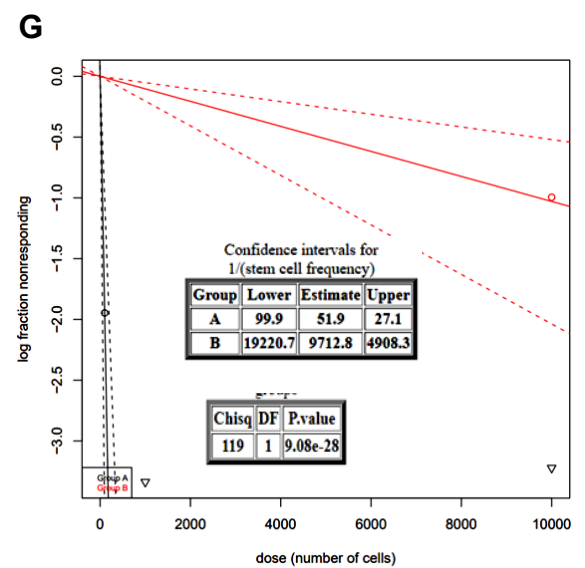 G
0.0
−0.5
−1.0
−1.5
−2.0
−2.5
−3.0
log fraction nonresponding
Confidence intervals for
1/(stem cell frequency)
Group Lower Estimate Upper
A 99.9 51.9 27.1
B 19220.7 9712.8 4908.3
Chisq DF P.value
119 1 9.08e-28
Group A
Group B
0 2000 4000 6000 8000 10000
dose (number of cells)